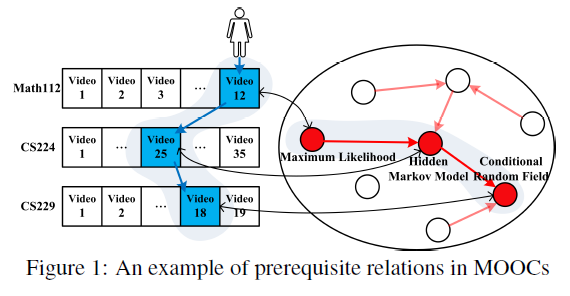 Math112
Video 1
Video 2
Video 3
...
Video 12
CS224
Video 1
...
Video 25
...
Video 35
CS229
Video 1
Video 2
...
Video 18
Video 19
Maximum Likelihood
Hidden
Markov Model
Conditional
Random Field
Figure 1: An example of prerequisite relations in MOOCs